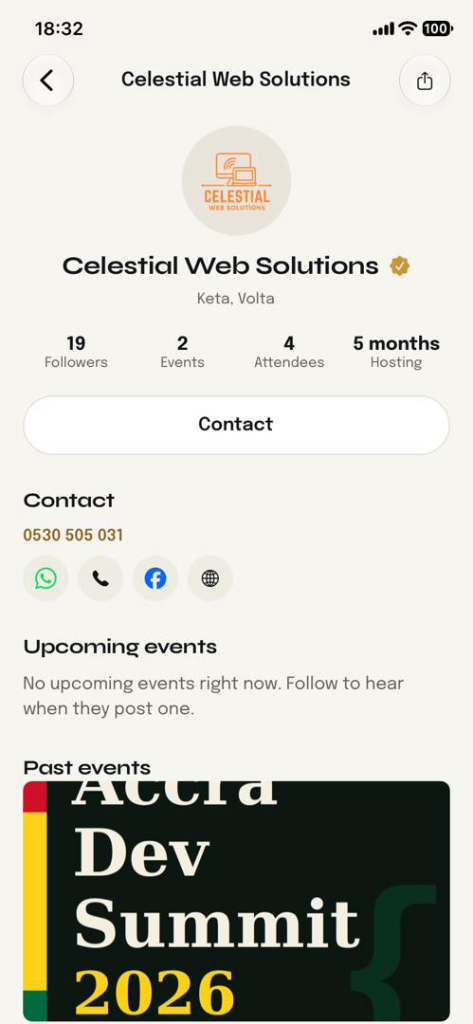 18:32
100
Celestial Web Solutions
CELESTIAL
WEB SOLUTIONS
Celestial Web Solutions
Keta, Volta
19 2 4 5 months
Followers Events Attendees Hosting
Contact
Contact
0530 505 031
Upcoming events
No upcoming events right now. Follow to hear
when they post one.
Past events
Accra
Dev
Summit
2026
{